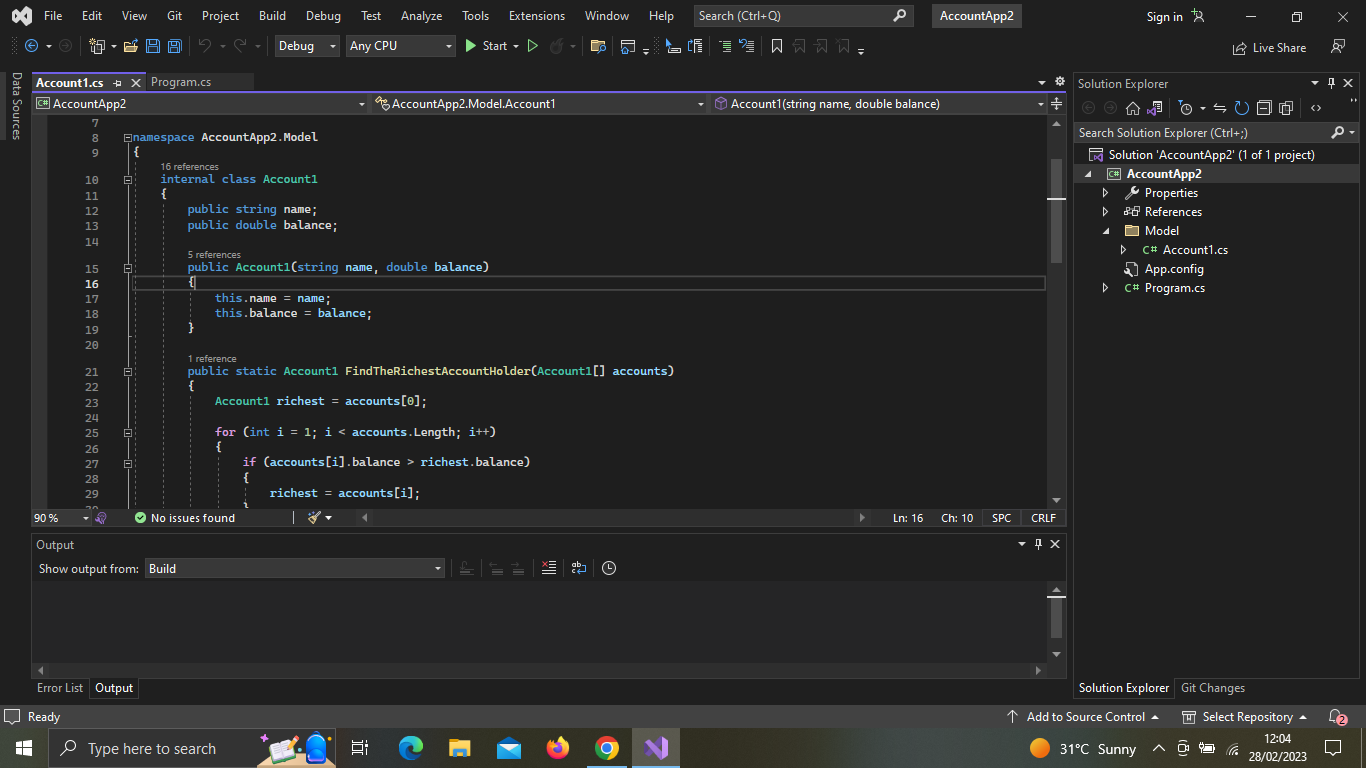 File Edit View Git Project Build Debug Test Analyze Tools Extensions Window Help Search (Ctrl+Q) AccountApp2 Sign in
Debug Any CPU Start Live Share
Data Sources
Account1.cs Program.cs
AccountApp2 AccountApp2.Model.Account1 Account1(string name, double balance)
7
8 namespace AccountApp2.Model
9 {
16 references
10 internal class Account1
11 {
12 public string name;
13 public double balance;
14
5 references
15 public Account1(string name, double balance)
16 {
17 this.name = name;
18 this.balance = balance;
19 }
20
1 reference
21 public static Account1 FindTheRichestAccountHolder(Account1[] accounts)
22 {
23 Account1 richest = accounts[0];
24
25 for (int i = 1; i < accounts.Length; i++)
26 {
27 if (accounts[i].balance > richest.balance)
28 {
29 richest = accounts[i];
30 }
90 % No issues found Ln: 16 Ch: 10 SPC CRLF
Output
Show output from: Build
Error List Output
Solution Explorer
Search Solution Explorer (Ctrl+;)
Solution 'AccountApp2' (1 of 1 project)
C# AccountApp2
Properties
References
Model
C# Account1.cs
App.config
C# Program.cs
Solution Explorer Git Changes
Ready Add to Source Control Select Repository 2
Type here to search 31°C Sunny 12:04
28/02/2023